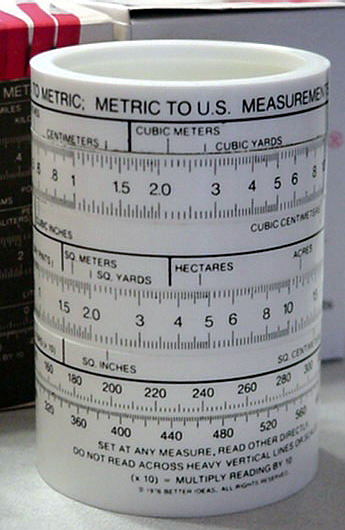 TO METRIC; METRIC TO U.S. MEASUREMENT
CENTIMETERS
CUBIC METERS
CUBIC YARDS
.8 1 1.5 2.0 3 4 5 6 8
CUBIC INCHES
CUBIC CENTIMETERS
SQ. METERS
SQ. YARDS
HECTARES
ACRES
1.5 2.0 3 4 5 6 8 10
SQ. INCHES
160 180 200 220 240 260 280 300
320 360 400 440 480 520 560
SET AT ANY MEASURE, READ OTHER DIRECTLY
DO NOT READ ACROSS HEAVY VERTICAL LINES OR
(x 10) = MULTIPLY READING BY 10
© 1976 BETTER IDEAS. ALL RIGHTS RESERVED.